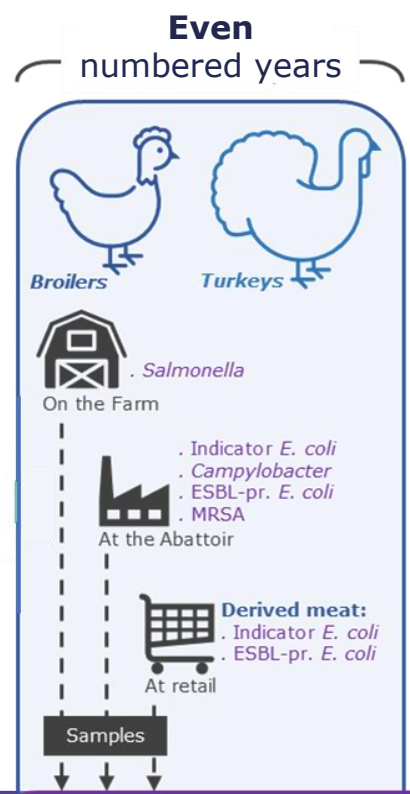 Even
numbered years
Broilers
Turkeys
. Salmonella
On the Farm
. Indicator E. coli
. Campylobacter
. ESBL-pr. E. coli
. MRSA
At the Abattoir
Derived meat:
. Indicator E. coli
. ESBL-pr. E. coli
At retail
Samples